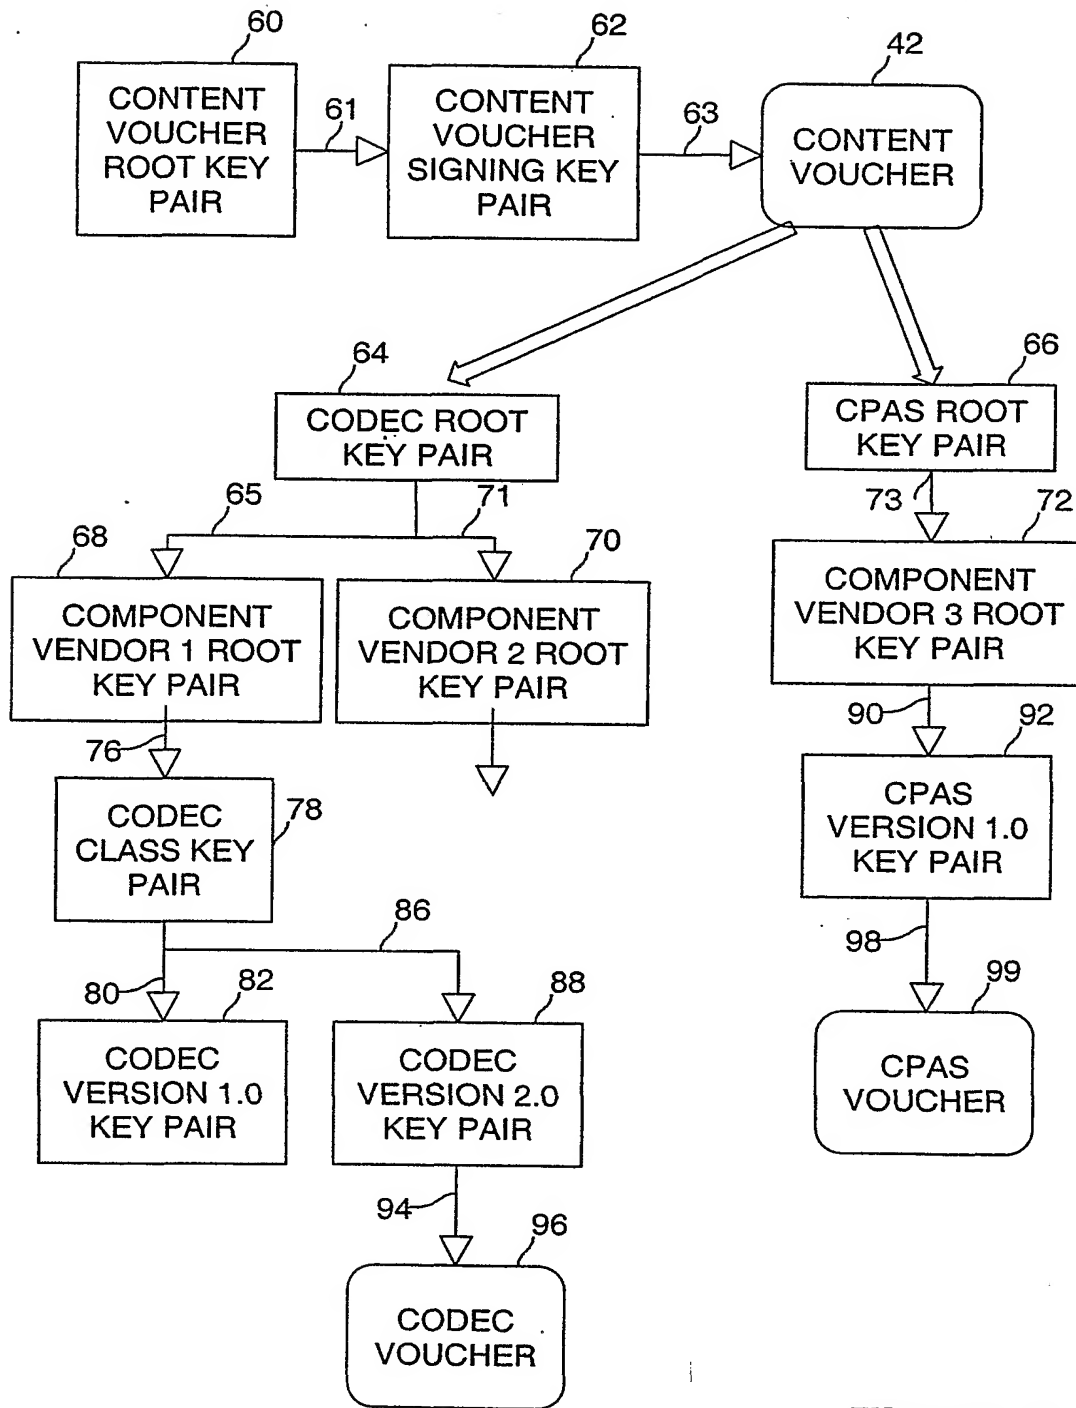 60
62
42
CONTENT
VOUCHER
ROOT KEY
PAIR
61
CONTENT
VOUCHER
SIGNING KEY
PAIR
63
CONTENT
VOUCHER
64
66
CODEC ROOT
KEY PAIR
CPAS ROOT
KEY PAIR
65
71
73
72
68
70
COMPONENT
VENDOR 1 ROOT
KEY PAIR
COMPONENT
VENDOR 2 ROOT
KEY PAIR
COMPONENT
VENDOR 3 ROOT
KEY PAIR
76
90
92
CODEC
CLASS KEY
PAIR
78
CPAS
VERSION 1.0
KEY PAIR
86
98
80
82
88
99
CODEC
VERSION 1.0
KEY PAIR
CODEC
VERSION 2.0
KEY PAIR
CPAS
VOUCHER
94
96
CODEC
VOUCHER